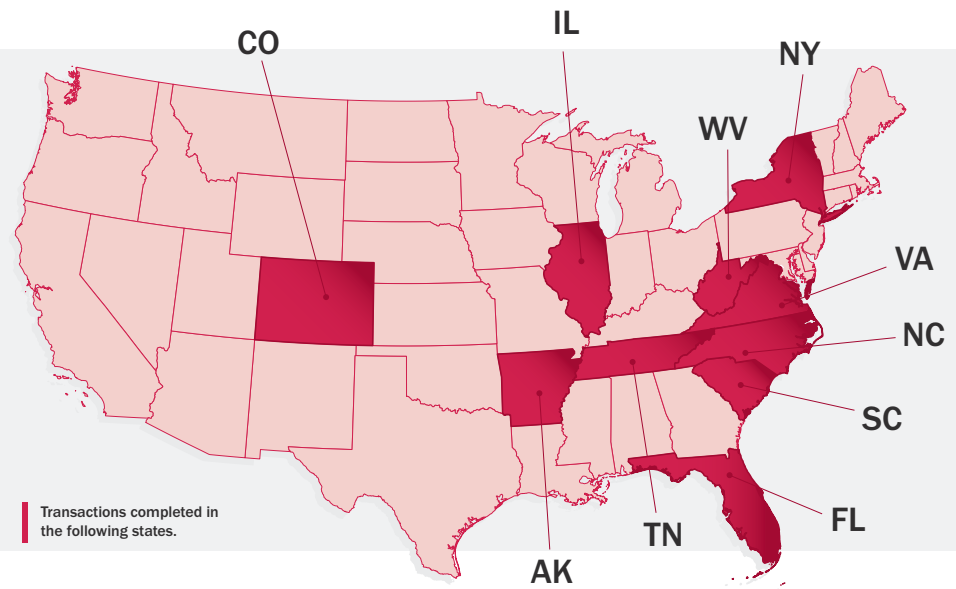 IL
CO
NY
WV
VA
NC
SC
Transactions completed in
the following states.
FL
TN
AK